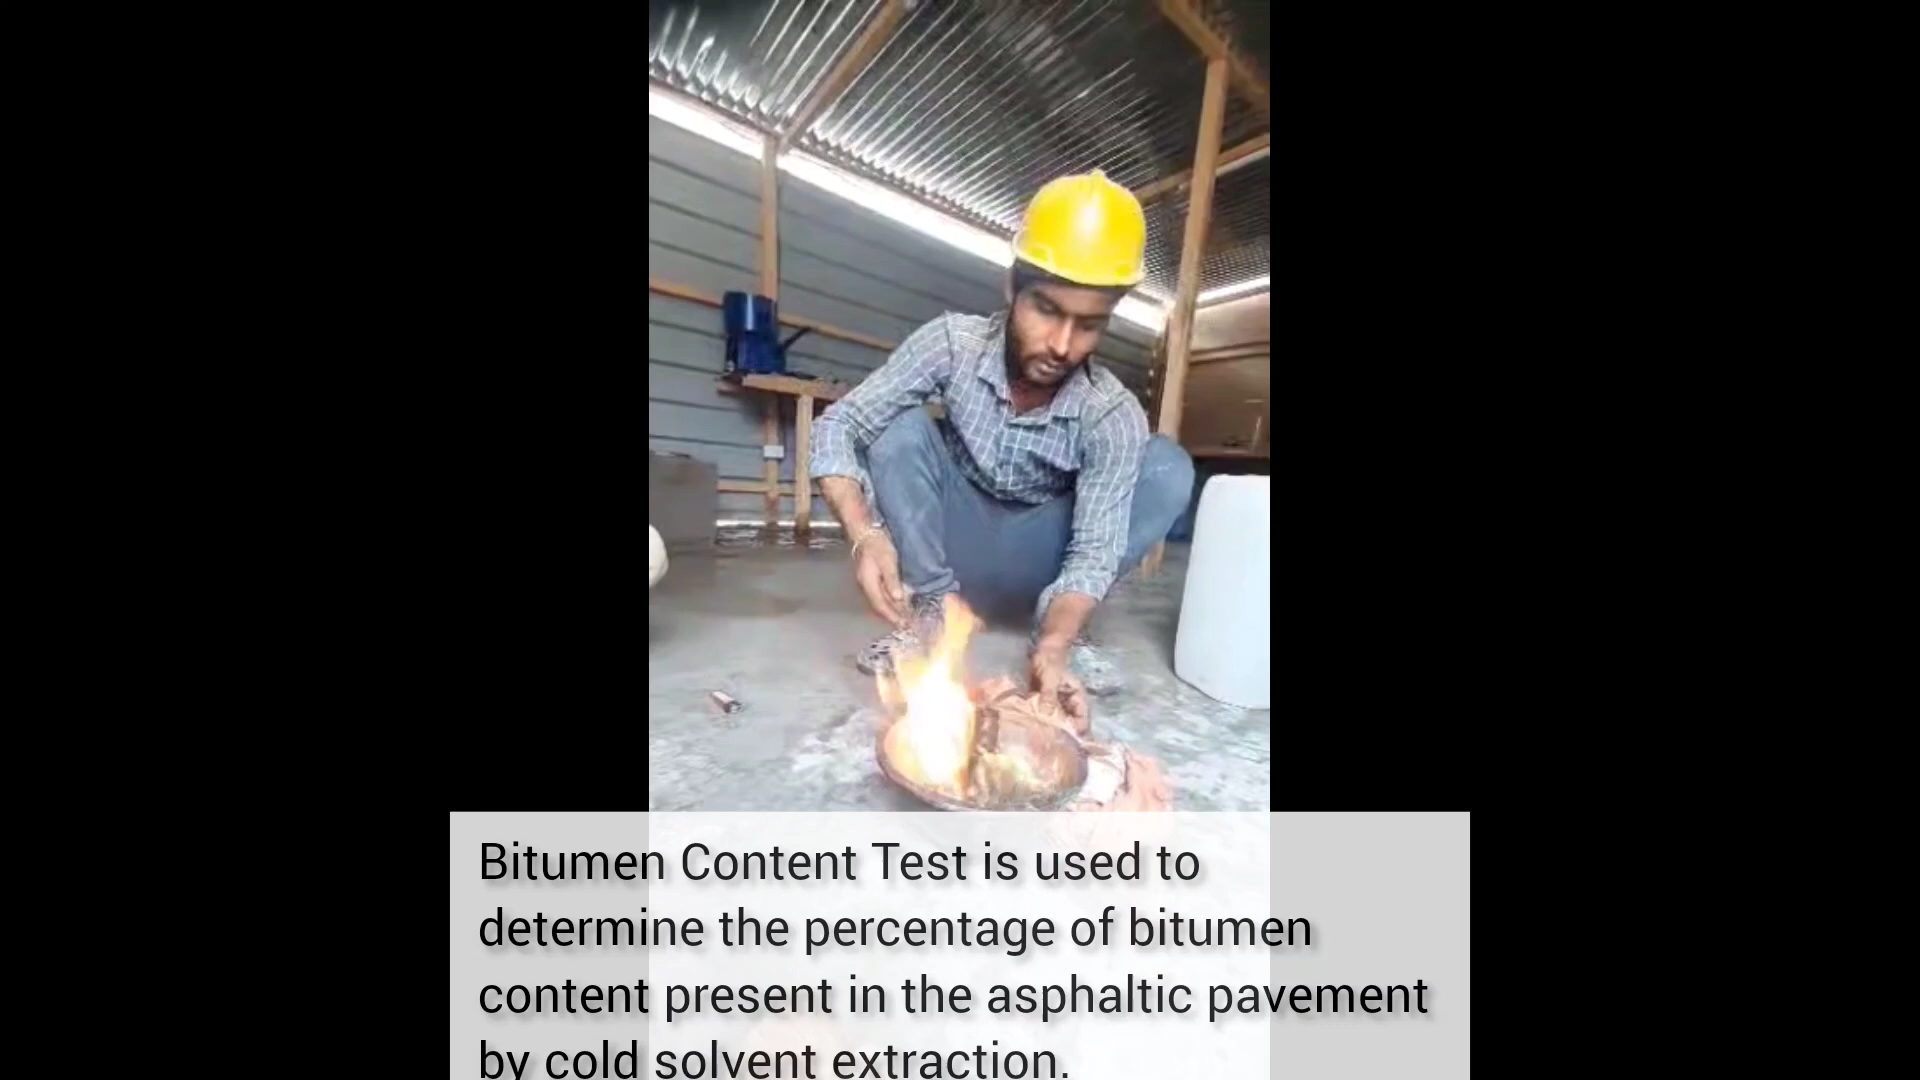 Bitumen Content Test is used to
determine the percentage of bitumen
content present in the asphaltic pavement
by cold solvent extraction.